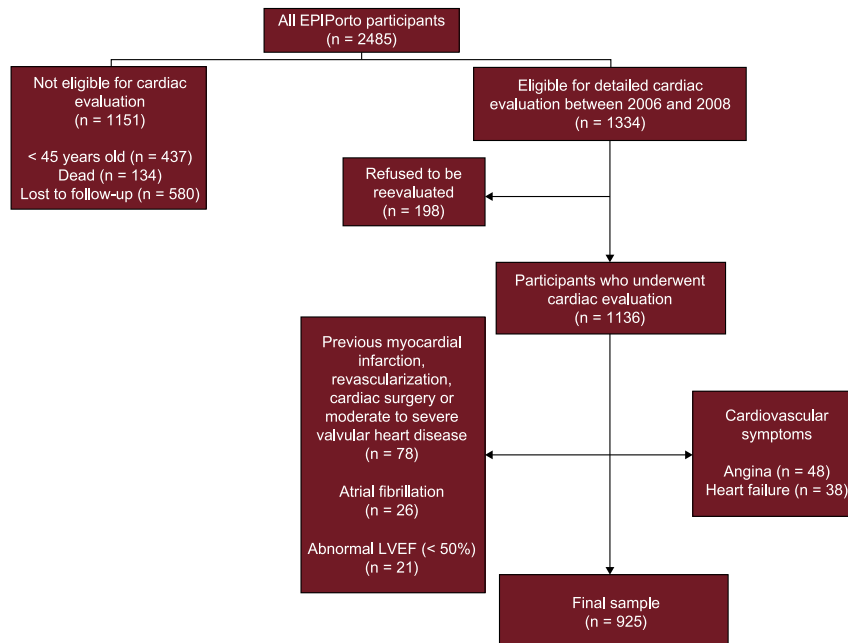 All EPIPorto participants
(n = 2485)
Not eligible for cardiac
evaluation
(n = 1151)
< 45 years old (n = 437)
Dead (n = 134)
Lost to follow-up (n = 580)
Eligible for detailed cardiac
evaluation between 2006 and 2008
(n = 1334)
Refused to be
reevaluated
(n = 198)
Participants who underwent
cardiac evaluation
(n = 1136)
Previous myocardial
infarction,
revascularization,
cardiac surgery or
moderate to severe
valvular heart disease
(n = 78)
Atrial fibrillation
(n = 26)
Abnormal LVEF (< 50%)
(n = 21)
Cardiovascular
symptoms
Angina (n = 48)
Heart failure (n = 38)
Final sample
(n = 925)